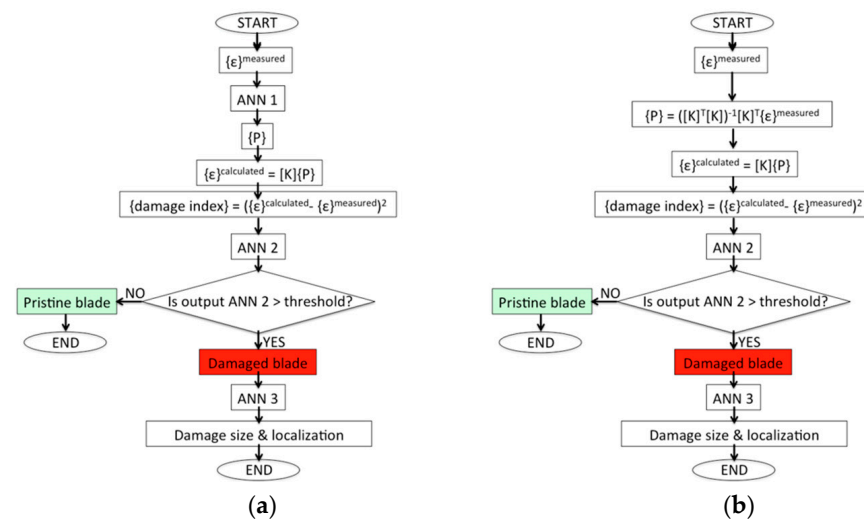 START
{ε}measured
ANN 1
{P}
{ε}calculated = [K]{P}
{damage index} = ({ε}calculated- {ε}measured)2
ANN 2
Is output ANN 2 > threshold?
NO
Pristine blade
END
YES
Damaged blade
ANN 3
Damage size & localization
END
(a)
START
{ε}measured
{P} = ([K]T[K])-1[K]T{ε}measured
{ε}calculated = [K]{P}
{damage index} = ({ε}calculated- {ε}measured)2
ANN 2
Is output ANN 2 > threshold?
NO
Pristine blade
END
YES
Damaged blade
ANN 3
Damage size & localization
END
(b)